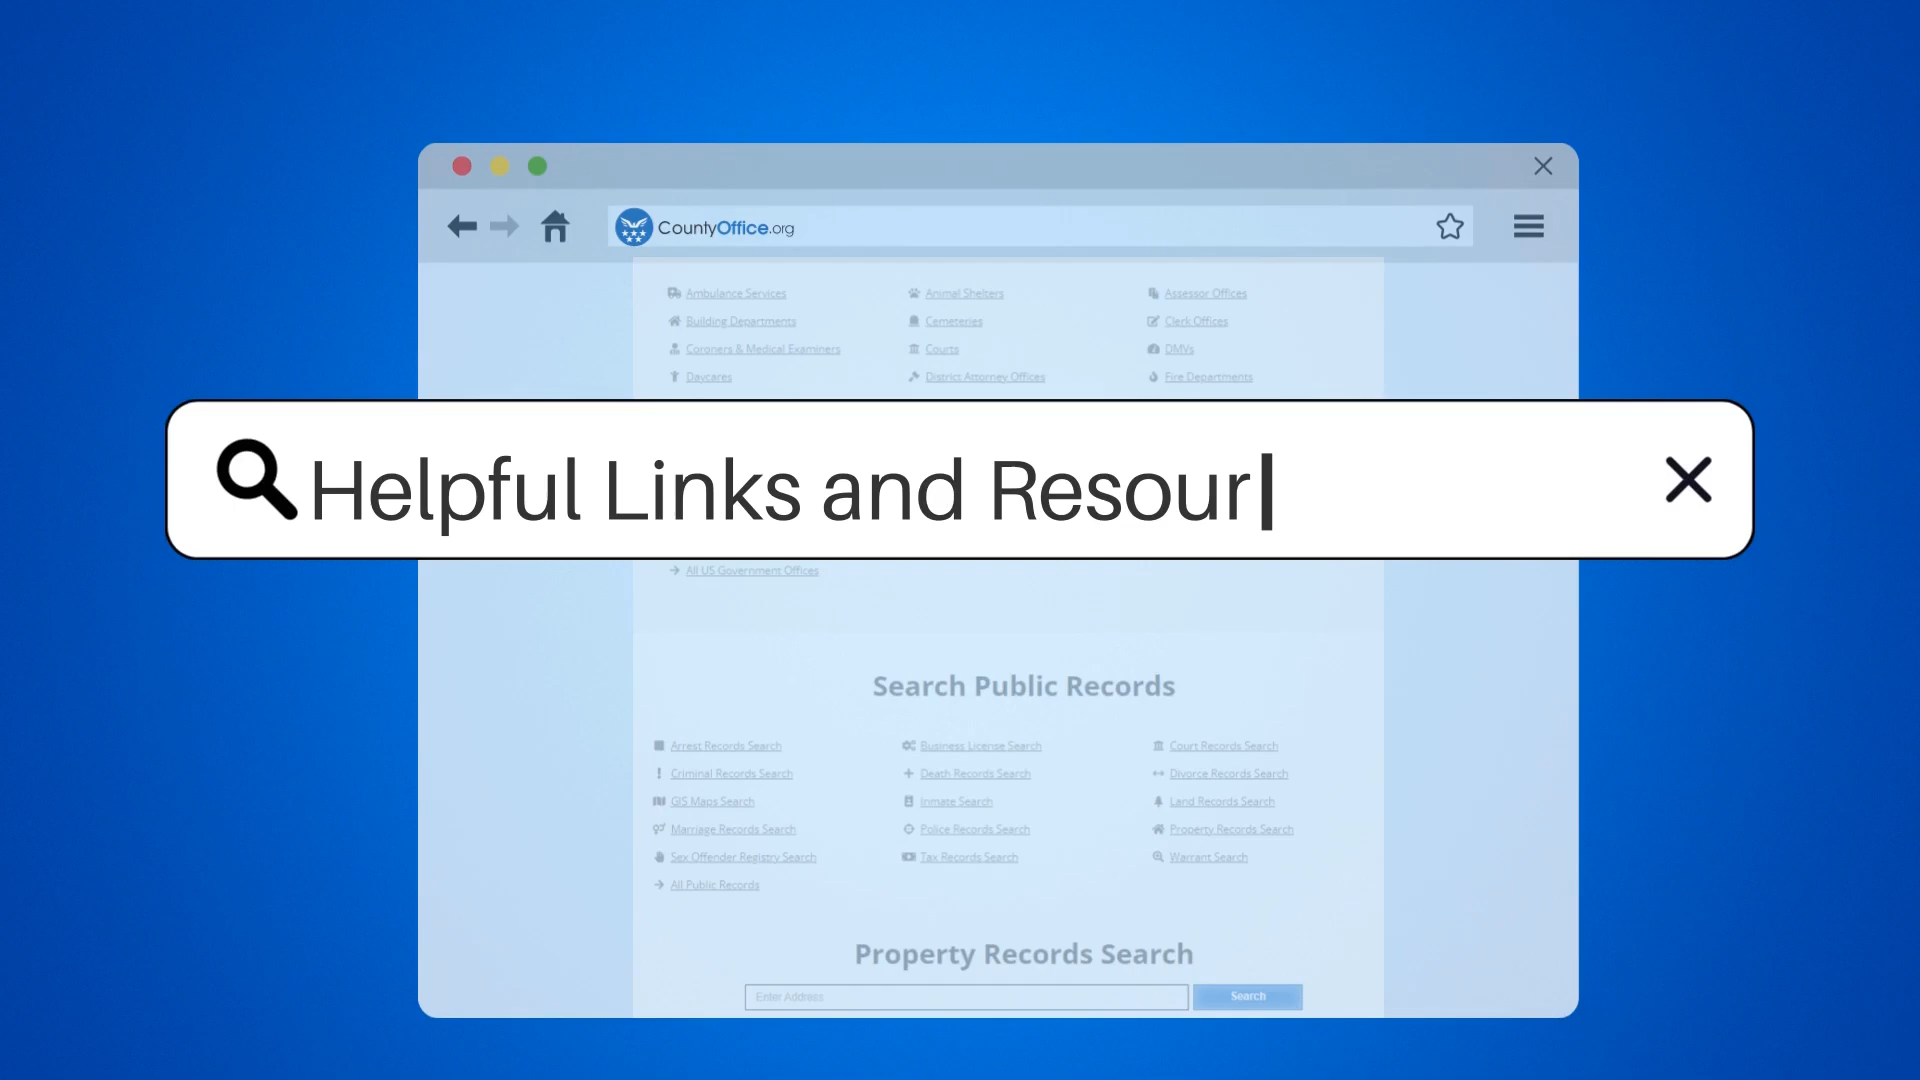 CountyOffice.org
Ambulance Services Animal Shelters Assessor Offices
Building Departments Cemeteries Clerk Offices
Coroners & Medical Examiners Courts DMVs
Daycares District Attorney Offices Fire Departments
Helpful Links and Resour
All US Government Offices
Search Public Records
Arrest Records Search Business License Search Court Records Search
Criminal Records Search Death Records Search Divorce Records Search
GIS Maps Search Inmate Search Land Records Search
Marriage Records Search Police Records Search Property Records Search
Sex Offender Registry Search Tax Records Search Warrant Search
All Public Records
Property Records Search
Enter Address Search